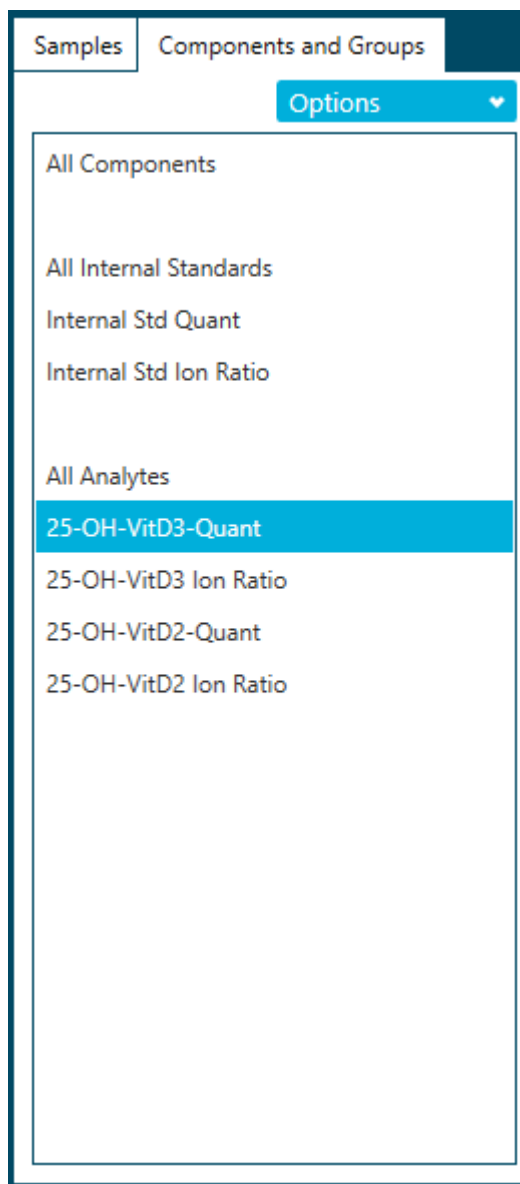 Samples Components and Groups
Options
All Components
All Internal Standards
Internal Std Quant
Internal Std Ion Ratio
All Analytes
25-OH-VitD3-Quant
25-OH-VitD3 Ion Ratio
25-OH-VitD2-Quant
25-OH-VitD2 Ion Ratio